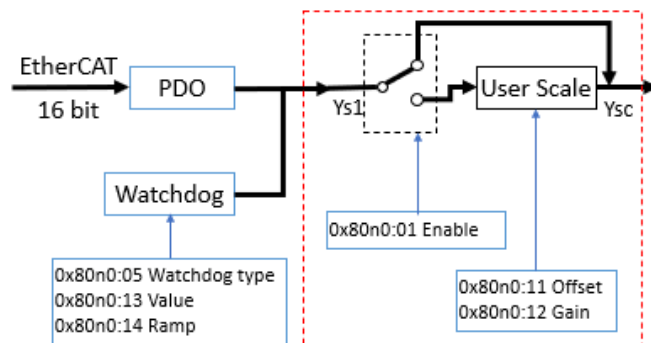 EtherCAT
16 bit
PDO
Ys1
User Scale
Ysc
Watchdog
0x80n0:01 Enable
0x80n0:05 Watchdog type
0x80n0:13 Value
0x80n0:14 Ramp
0x80n0:11 Offset
0x80n0:12 Gain